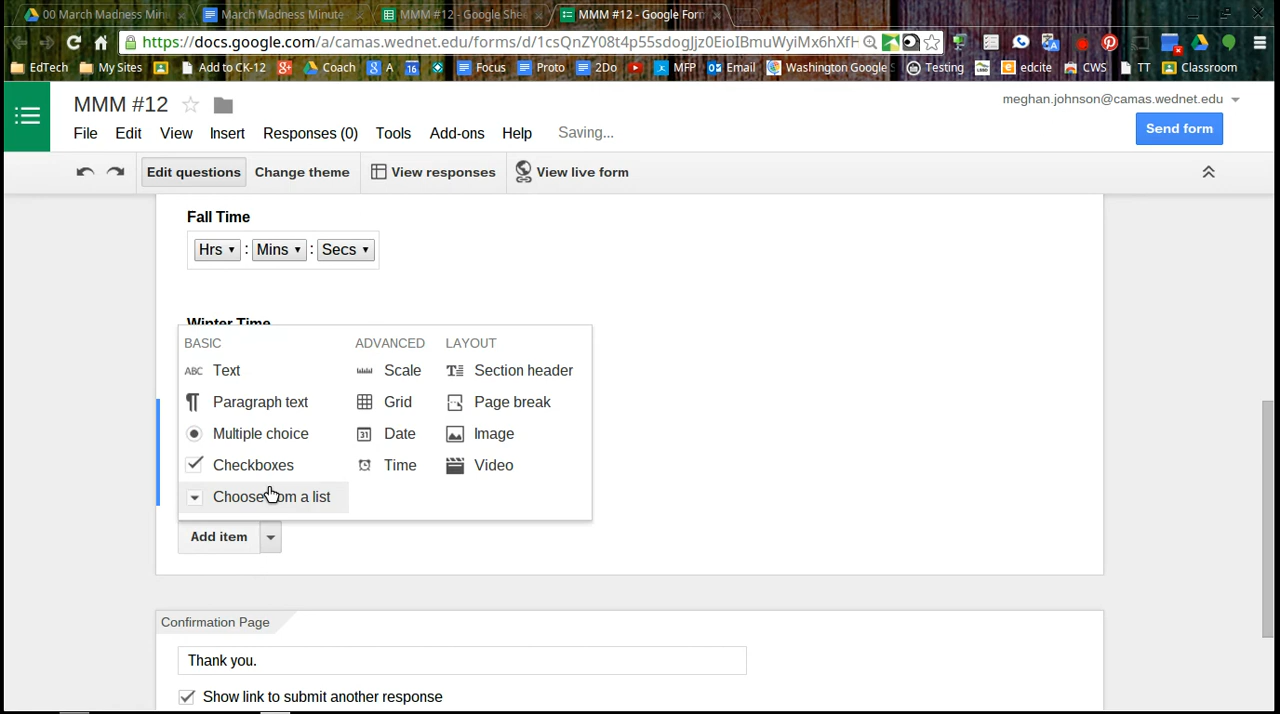 00 March Madness Min
March Madness Minute
MMM #12 - Google Shee
MMM #12 - Google Form
https://docs.google.com/a/camas.wednet.edu/forms/d/1csQnZY08t4p55sdogJjz0EioIBmuWyiMx6hXfH
EdTech My Sites Add to CK-12 Coach A 16 Focus Proto 2Do MFP Email Washington Google Testing edcite CWS TT Classroom
MMM #12
meghan.johnson@camas.wednet.edu
File Edit View Insert Responses (0) Tools Add-ons Help Saving...
Send form
Edit questions Change theme View responses View live form
Fall Time
Hrs : Mins : Secs
Winter Time
BASIC ADVANCED LAYOUT
ABC Text Scale Section header
Paragraph text Grid Page break
Multiple choice 31 Date Image
Checkboxes Time Video
Choose from a list
Add item
Confirmation Page
Thank you.
Show link to submit another response